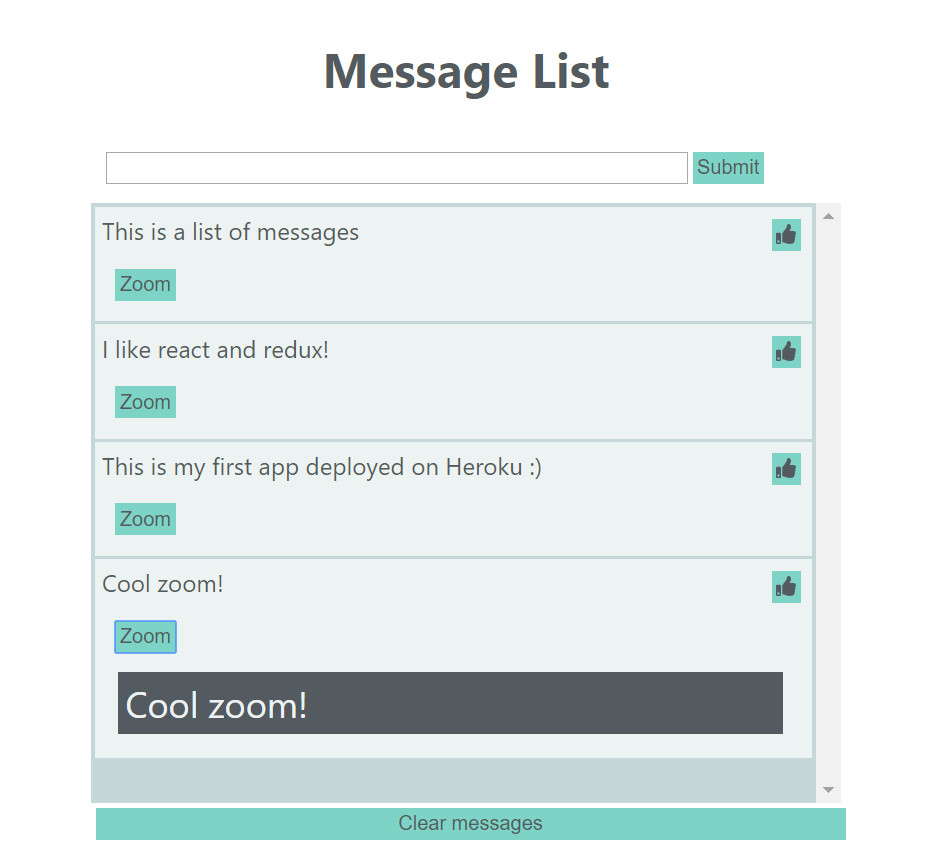 Message List
Submit
This is a list of messages
Zoom
I like react and redux!
Zoom
This is my first app deployed on Heroku :)
Zoom
Cool zoom!
Zoom
Cool zoom!
Clear messages